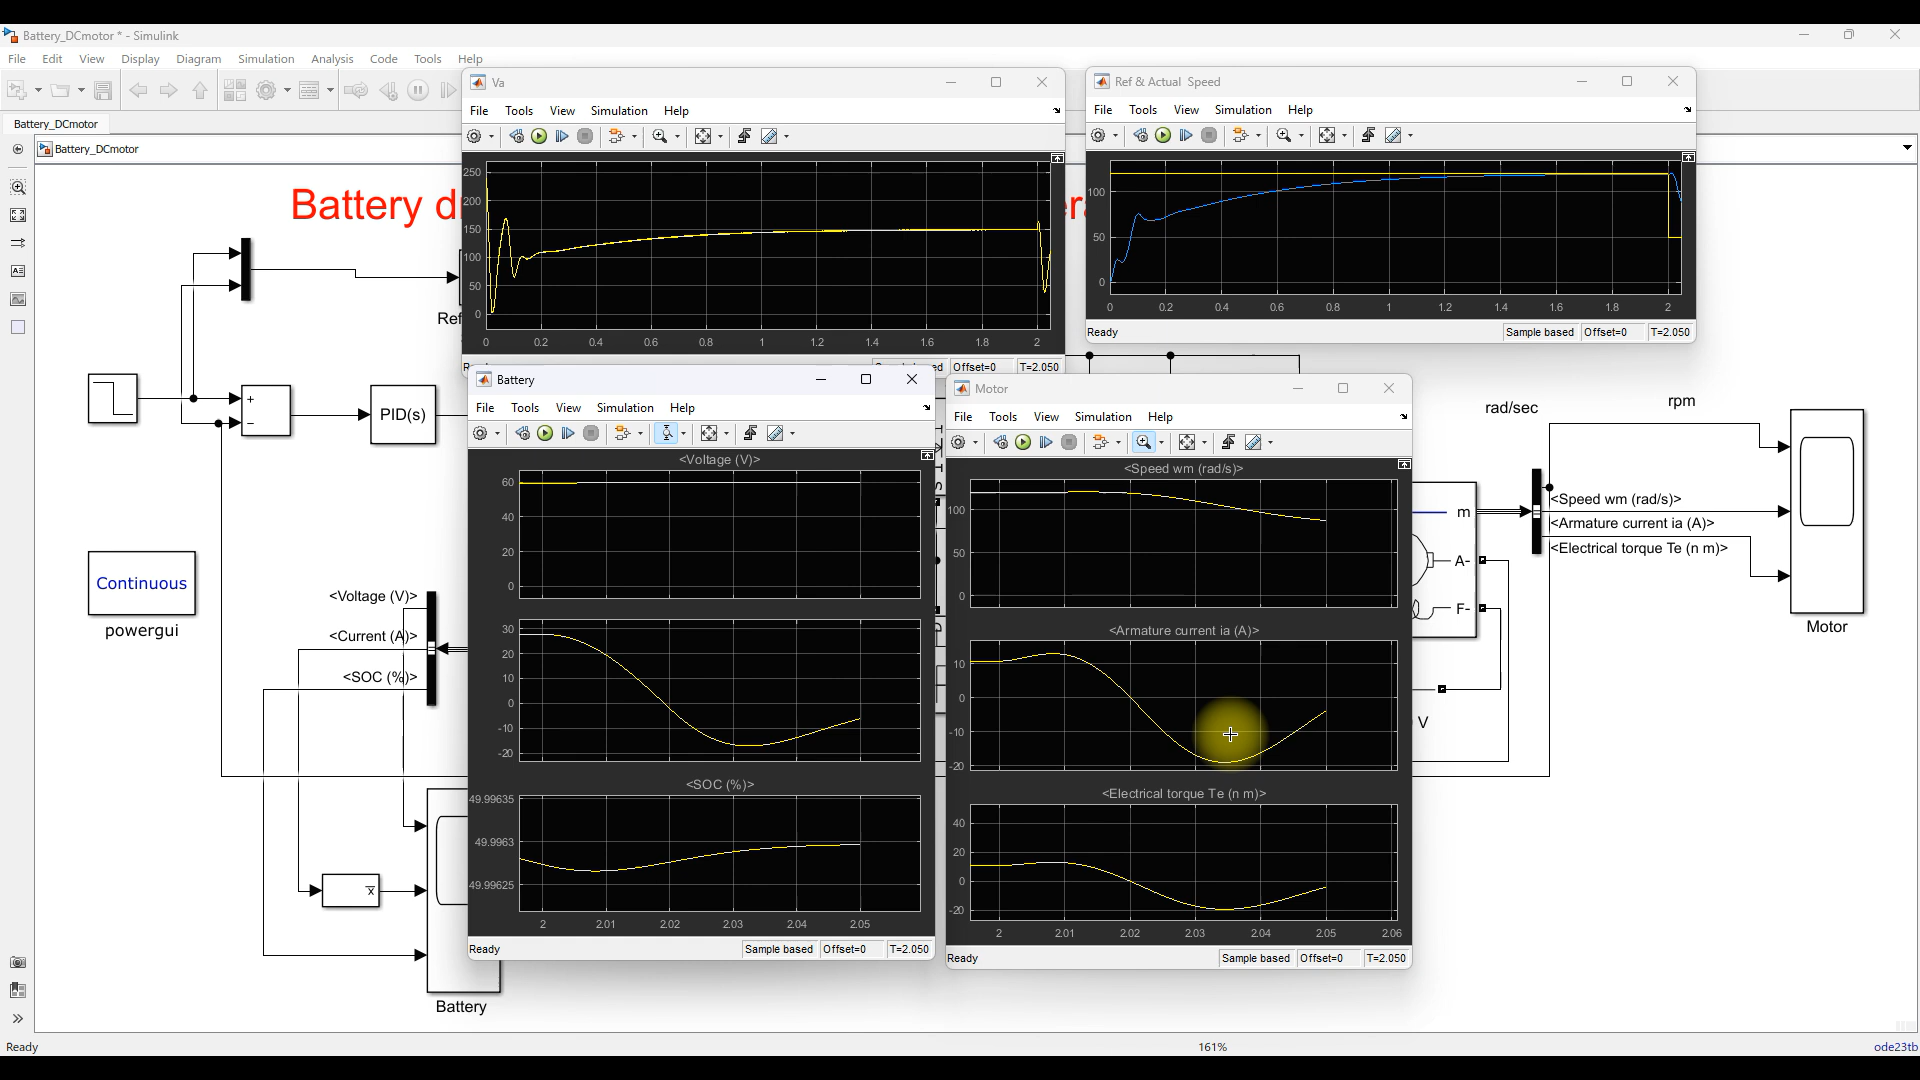 Battery_DCmotor * - Simulink
File Edit View Display Diagram Simulation Analysis Code Tools Help
Battery_DCmotor
Battery_DCmotor
Battery d
Ref
PID(s)
+
−
Continuous
powergui
<Voltage (V)>
<Current (A)>
<SOC (%)>
x
Battery
Va
File Tools View Simulation Help
250
200
150
100
50
0
0 0.2 0.4 0.6 0.8 1 1.2 1.4 1.6 1.8 2
Offset=0 T=2.050
Ref & Actual Speed
File Tools View Simulation Help
100
50
0
0 0.2 0.4 0.6 0.8 1 1.2 1.4 1.6 1.8 2
Ready Sample based Offset=0 T=2.050
Battery
File Tools View Simulation Help
<Voltage (V)>
60
40
20
0
30
20
10
0
-10
-20
<SOC (%)>
49.99635
49.9963
49.99625
2 2.01 2.02 2.03 2.04 2.05
Ready Sample based Offset=0 T=2.050
Motor
File Tools View Simulation Help
<Speed wm (rad/s)>
100
50
0
<Armature current ia (A)>
10
0
-10
-20
<Electrical torque Te (n m)>
40
20
0
-20
2 2.01 2.02 2.03 2.04 2.05 2.06
Ready Sample based Offset=0 T=2.050
rad/sec
rpm
m
A-
F-
V
<Speed wm (rad/s)>
<Armature current ia (A)>
<Electrical torque Te (n m)>
Motor
Ready 161% ode23tb